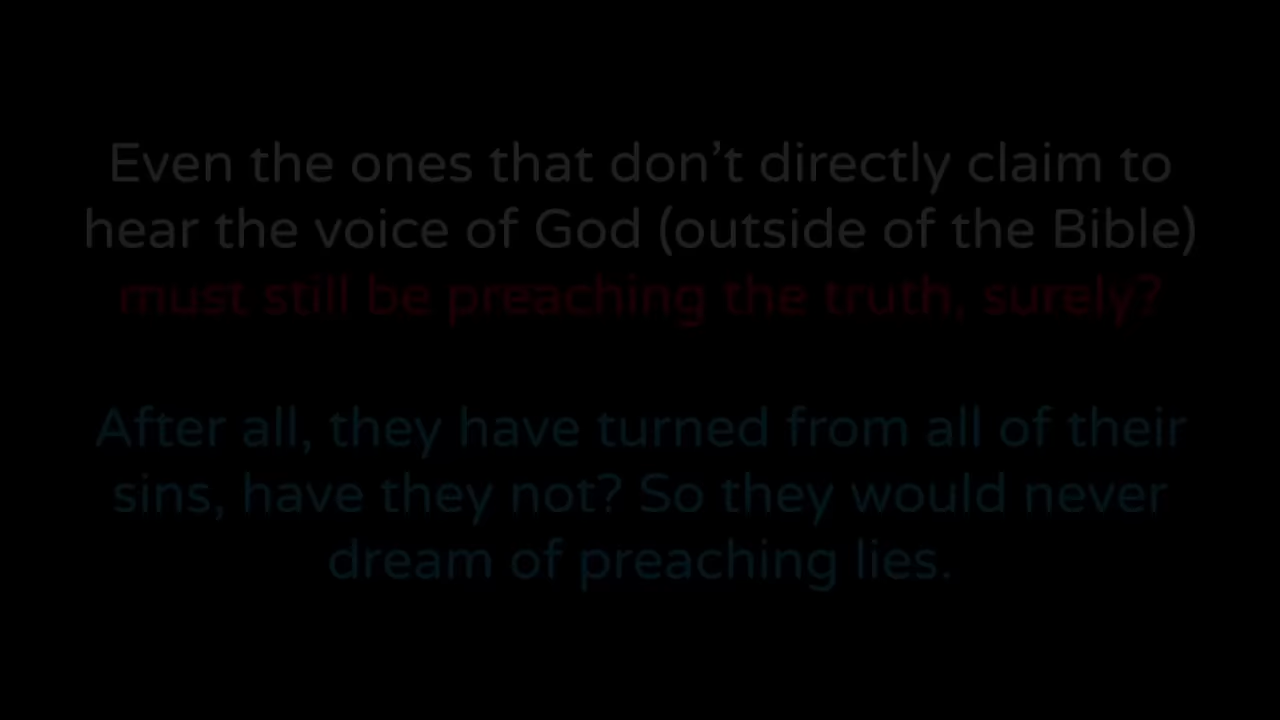 Even the ones that don’t directly claim to
hear the voice of God (outside of the Bible)
must still be preaching the truth, surely?
After all, they have turned from all of their
sins, have they not? So they would never
dream of preaching lies.